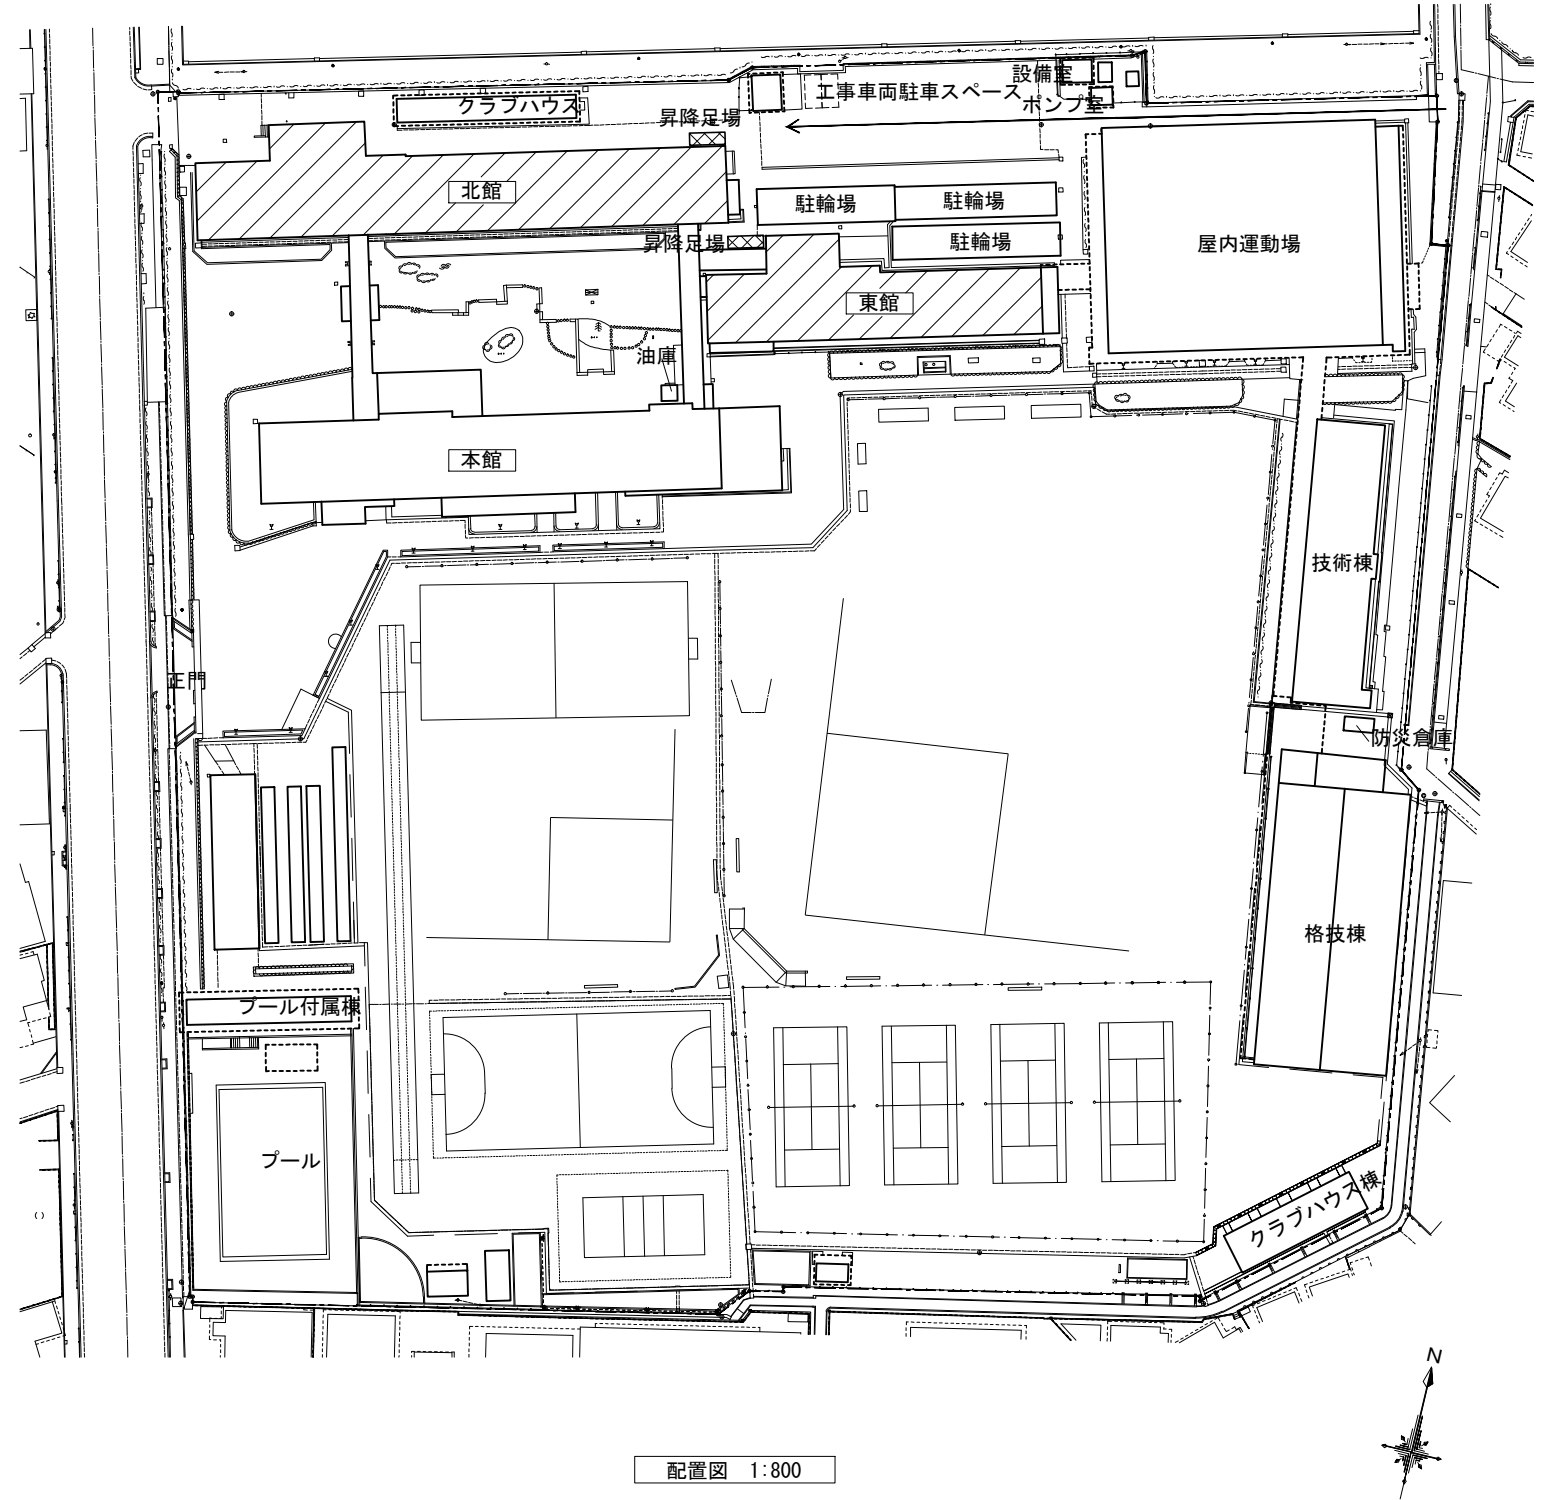 設備室
クラブハウス
工事車両駐車スペース
ポンプ室
昇降足場
北館
駐輪場
駐輪場
昇降足場
駐輪場
屋内運動場
東館
油庫
本館
技術棟
正門
防災倉庫
格技棟
プール付属棟
プール
クラブハウス棟
N
配置図 1:800